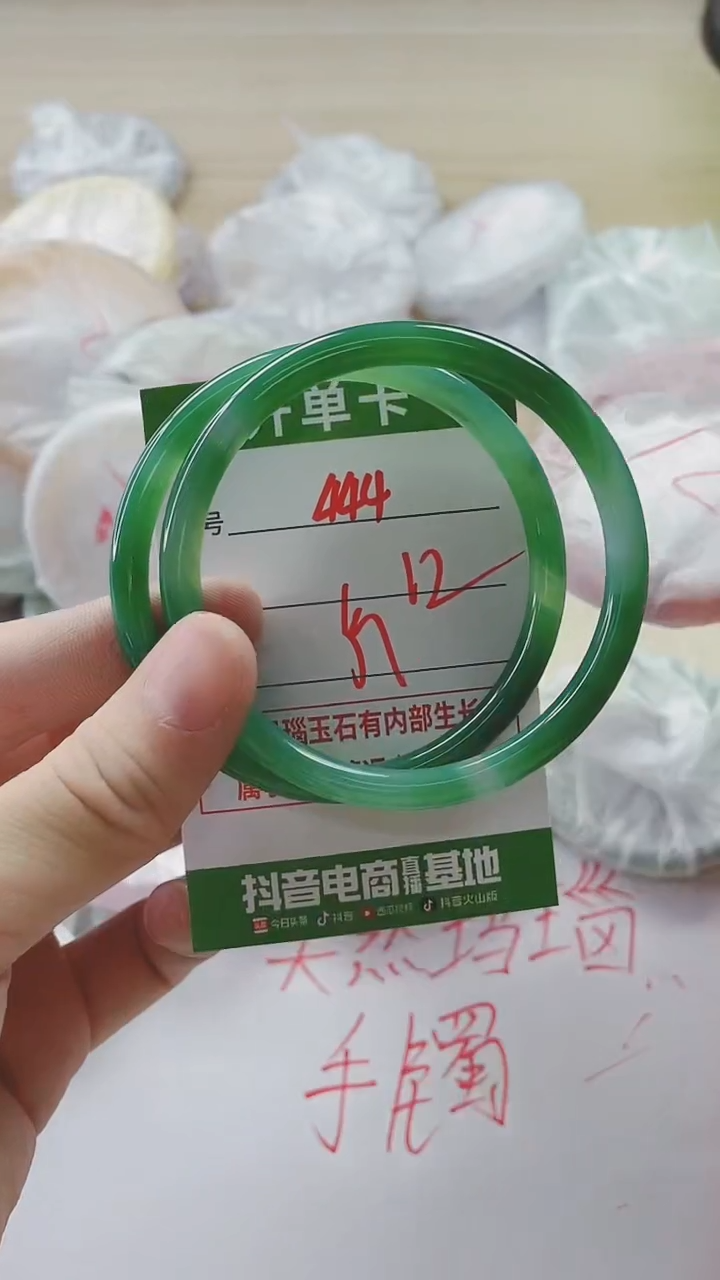 开单卡
号 444
12
玛瑙玉石有内部生长
属
抖音电商直播基地
今日头条 抖音 西瓜视频 抖音火山版
天然玛瑙
手镯